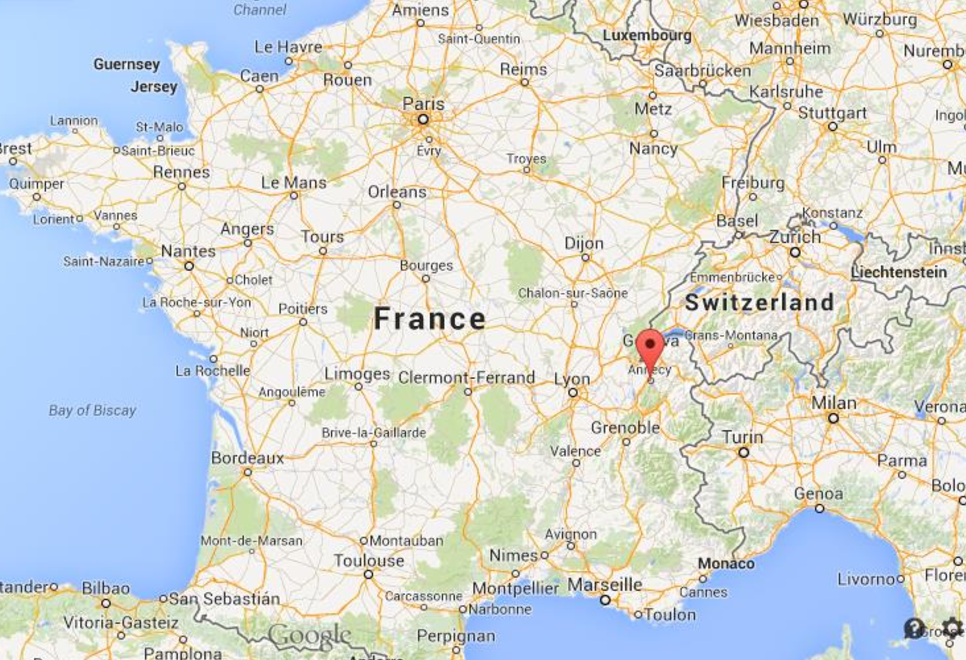 Channel
Amiens
Saint-Quentin
Luxembourg
Wiesbaden
Würzburg
Le Havre
Guernsey
Rouen
Reims
Saarbrücken
Mannheim
Jersey
Caen
Paris
Metz
Karlsruhe
Stuttgart
Lannion
St-Malo
Saint-Brieuc
Évry
Troyes
Nancy
Ulm
Quimper
Rennes
Le Mans
Orleans
Freiburg
Lorient
Vannes
Angers
Tours
Dijon
Basel
Konstanz
Zurich
Saint-Nazaire
Nantes
Cholet
Bourges
Chalon-sur-Saône
Emmenbrücke
Liechtenstein
La Roche-sur-Yon
Poitiers
France
Switzerland
Niort
Crans-Montana
La Rochelle
Limoges
Clermont-Ferrand
Lyon
Annecy
Angoulême
Bay of Biscay
Milan
Verona
Brive-la-Gaillarde
Grenoble
Turin
Bordeaux
Valence
Parma
Genoa
Mont-de-Marsan
Montauban
Avignon
Toulouse
Nimes
Monaco
Bilbao
San Sebastián
Carcassonne
Montpellier
Marseille
Cannes
Livorno
Narbonne
Toulon
Vitoria-Gasteiz
Google
Perpignan
Pamplona